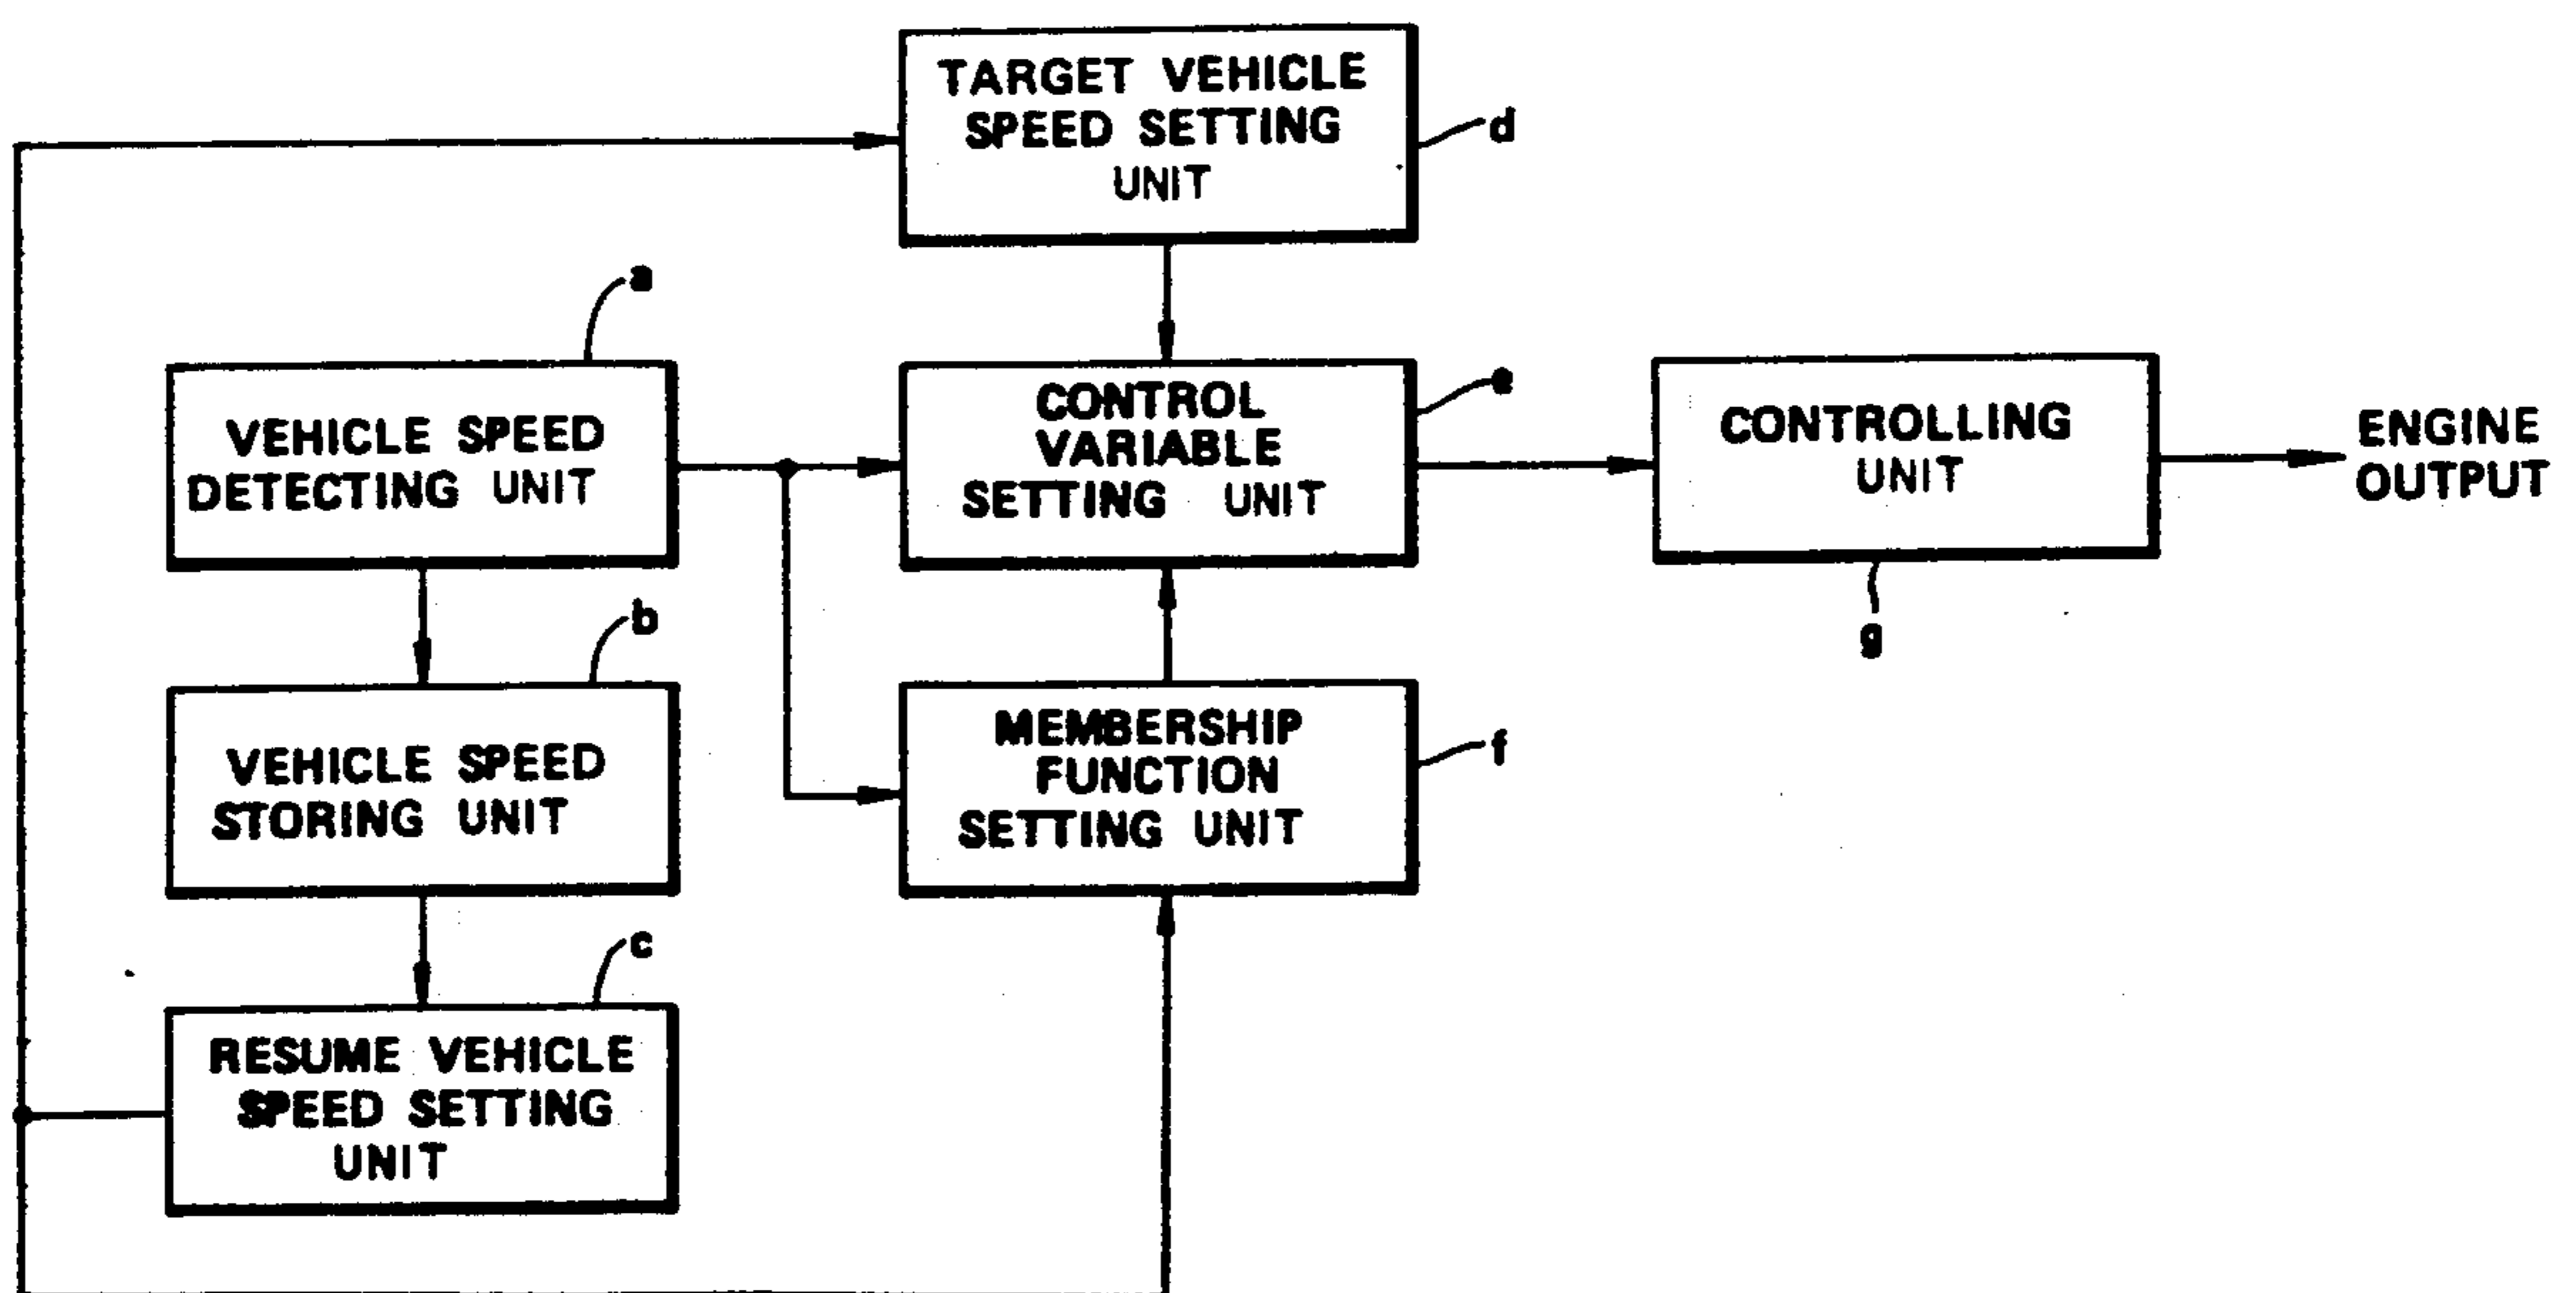 TARGET VEHICLE
SPEED SETTING
UNIT
d
a
VEHICLE SPEED
DETECTING UNIT
CONTROL
VARIABLE
SETTING UNIT
e
CONTROLLING
UNIT
g
ENGINE
OUTPUT
b
VEHICLE SPEED
STORING UNIT
MEMBERSHIP
FUNCTION
SETTING UNIT
f
c
RESUME VEHICLE
SPEED SETTING
UNIT